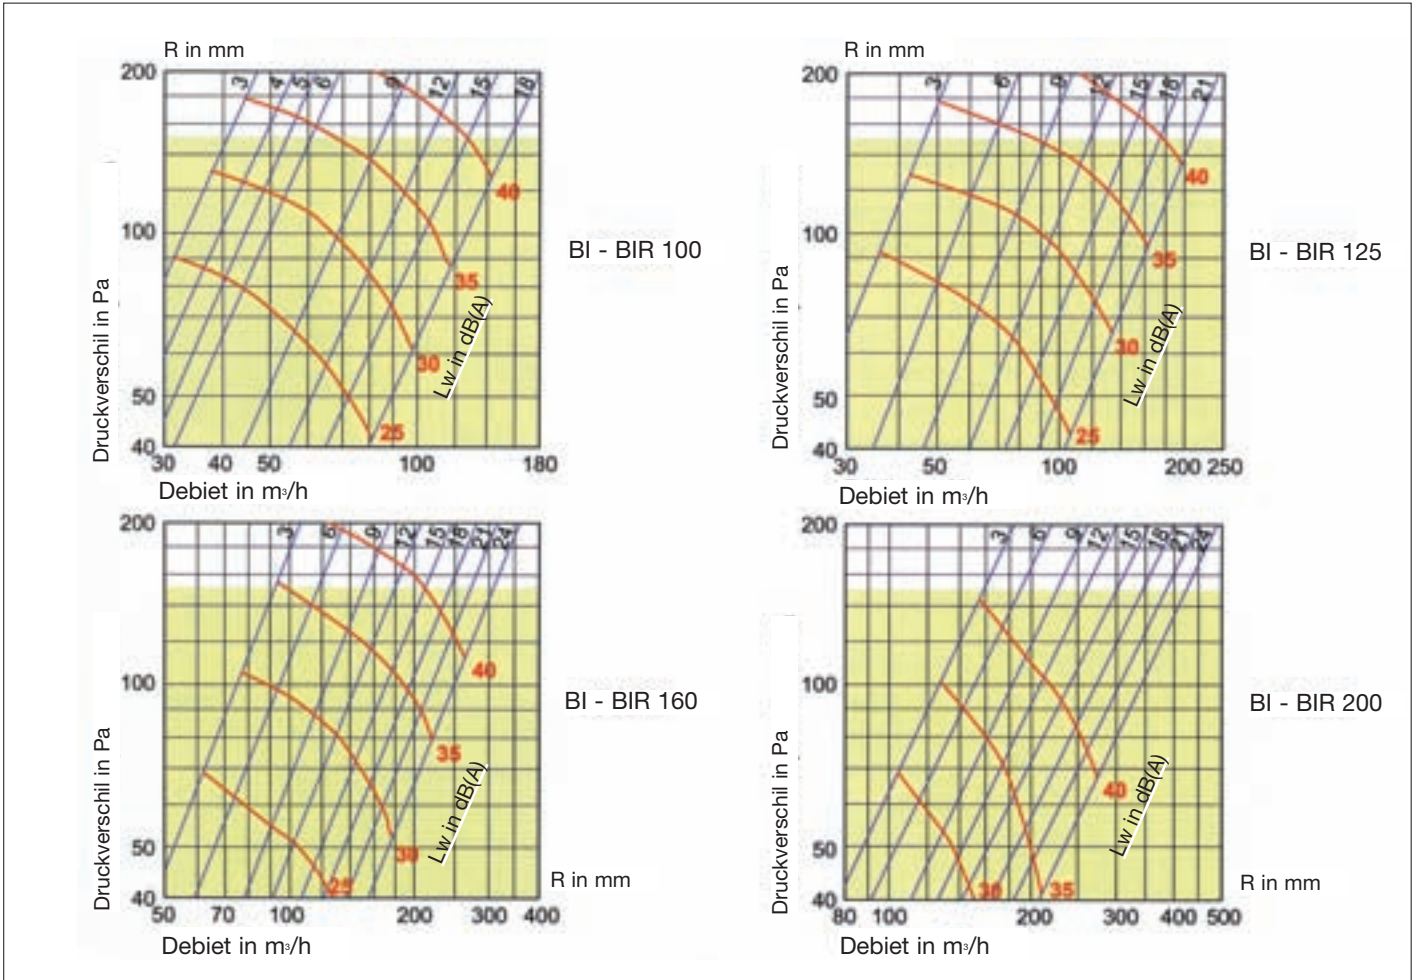 R in mm
200
3 4 5 6 9 12 15 18
40
100
35
30
50
25
40
30 40 50 100 180
Druckverschil in Pa
Lw in dB(A)
Debiet in m³/h
BI - BIR 100
R in mm
200
3 6 9 12 15 18 21
40
100
35
30
50
25
40
30 50 100 200 250
Druckverschil in Pa
Lw in dB(A)
Debiet in m³/h
BI - BIR 125
200
3 6 9 12 15 18 21 24
40
100
35
50
30
25
40
50 70 100 200 300 400
Druckverschil in Pa
Lw in dB(A)
R in mm
Debiet in m³/h
BI - BIR 160
200
3 6 9 12 15 18 21 24
100
40
50
30 35
40
80 100 200 300 400 500
Druckverschil in Pa
Lw in dB(A)
R in mm
Debiet in m³/h
BI - BIR 200